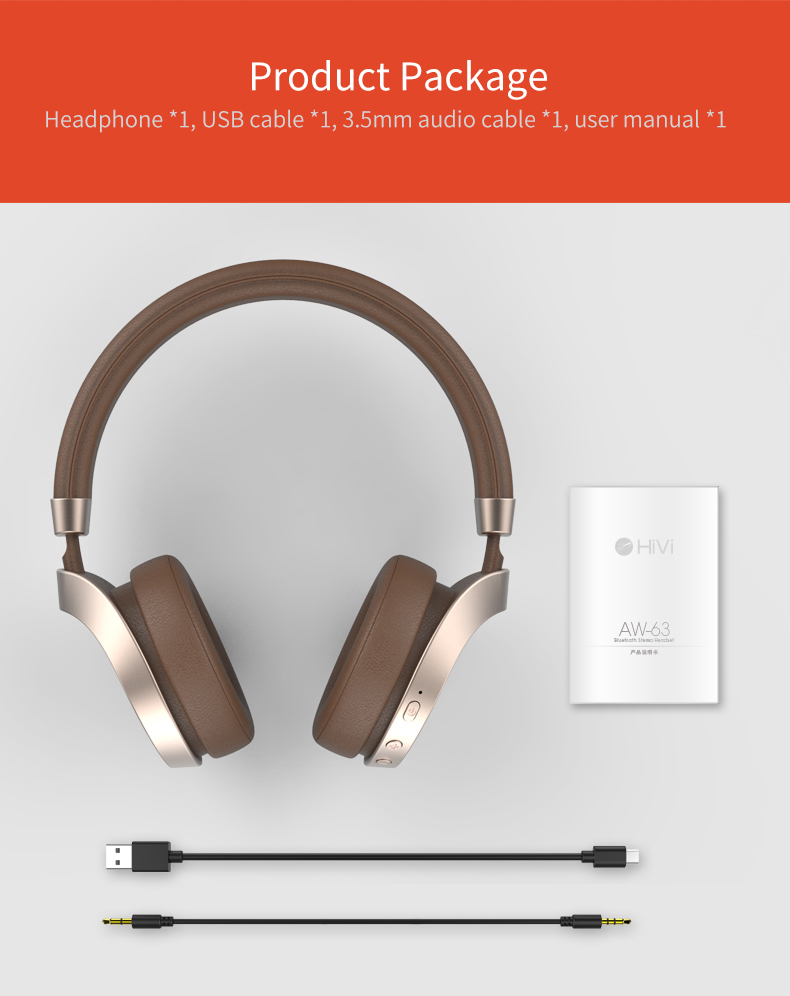 Product Package
Headphone *1, USB cable *1, 3.5mm audio cable *1, user manual *1
HiVi
AW-63
Bluetooth Stereo Headset
产品说明卡